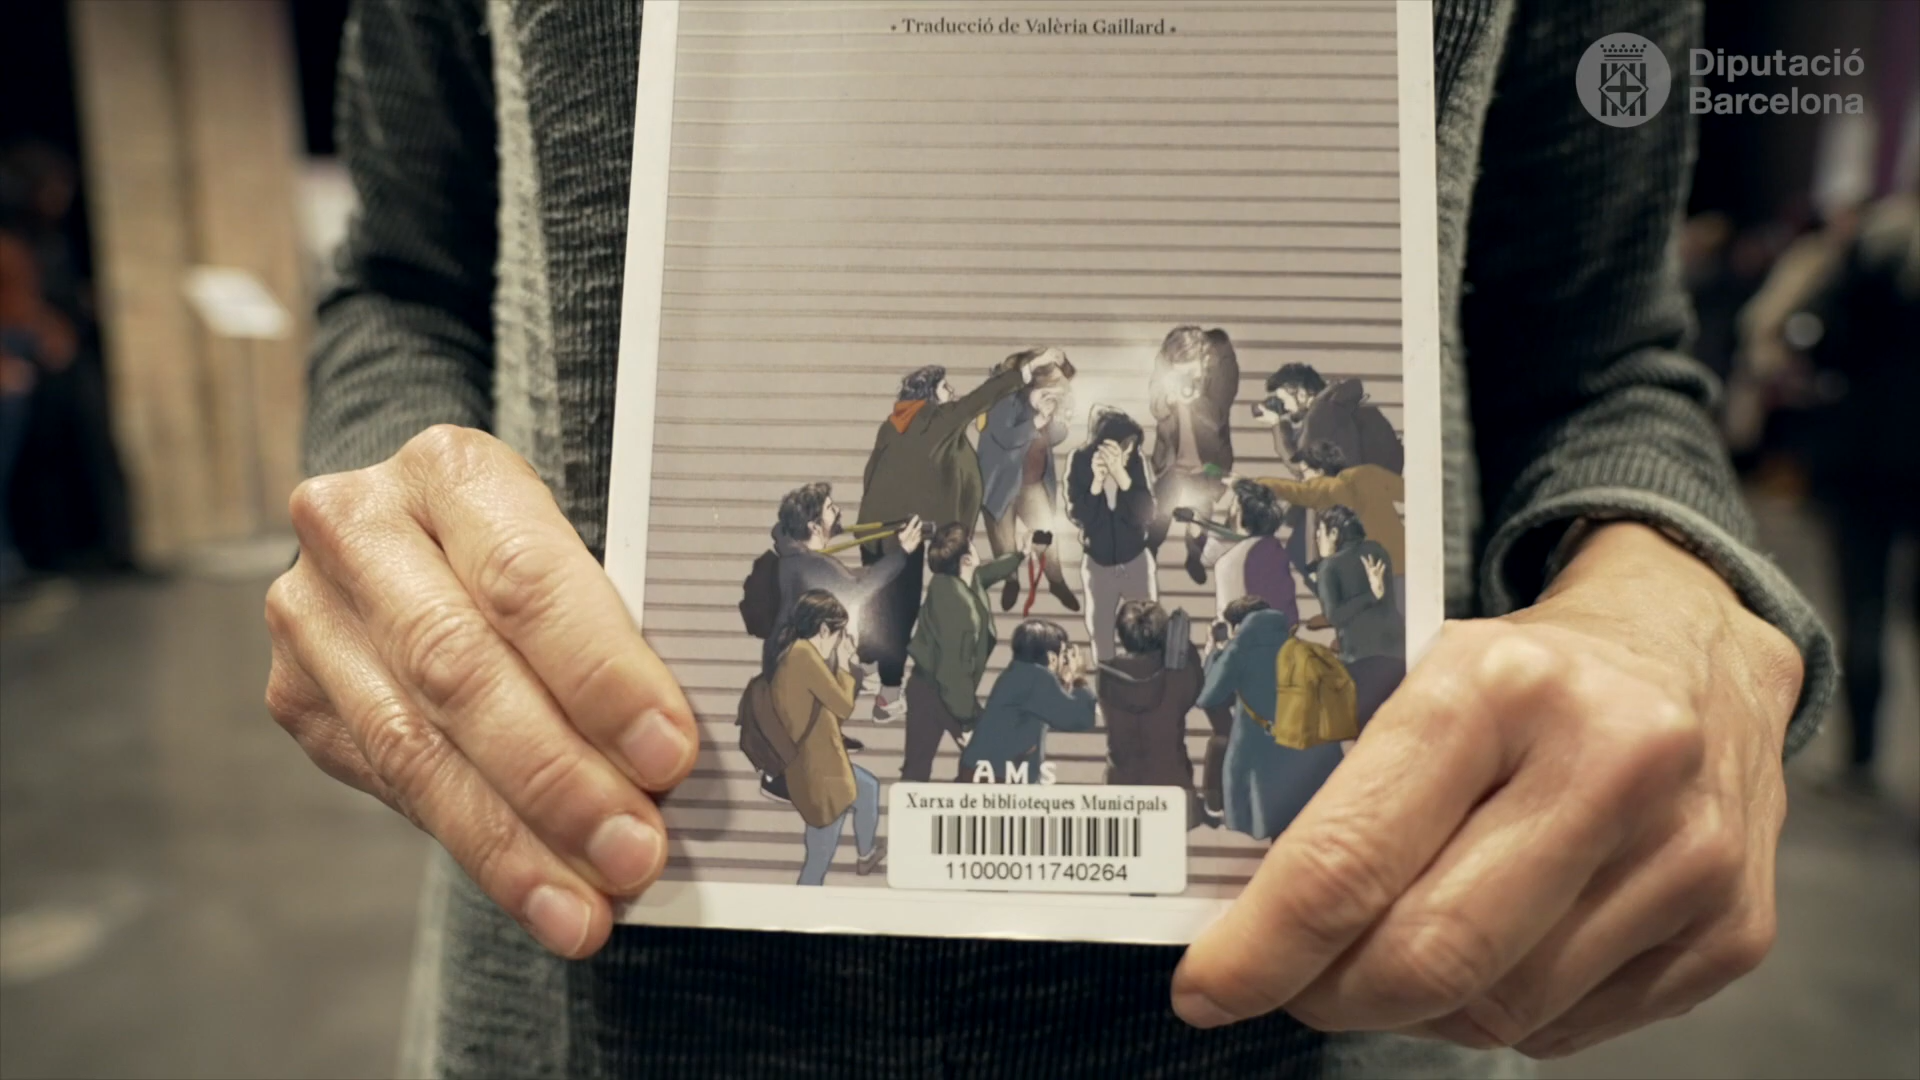 • Traducció de Valèria Gaillard •
Diputació
Barcelona
AMS
Xarxa de biblioteques Municipals
11000011740264